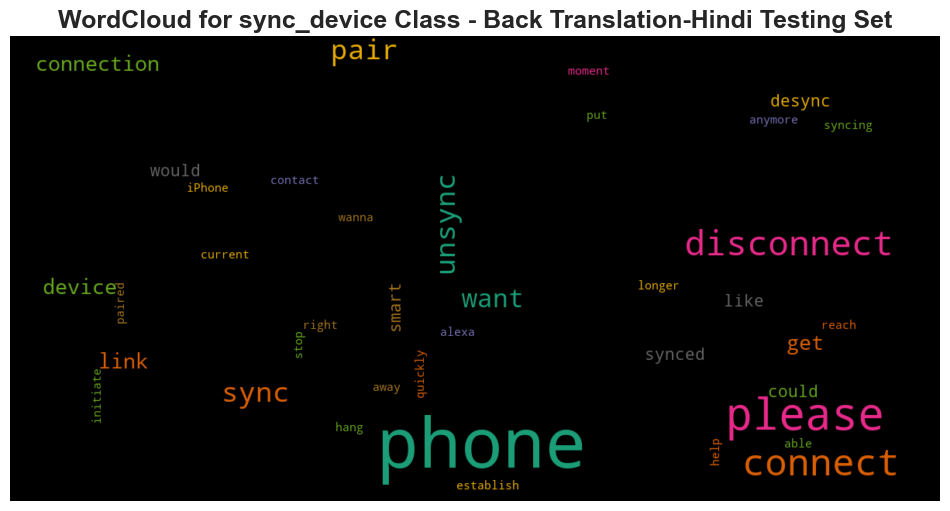 WordCloud for sync_device Class - Back Translation-Hindi Testing Set
pair
connection
moment
desync
put
anymore
syncing
would
contact
iPhone
unsync
wanna
disconnect
current
device
paired
longer
want
like
smart
right
alexa
reach
stop
get
synced
link
quickly
initiate
sync
away
could
please
hang
phone
able
help
connect
establish